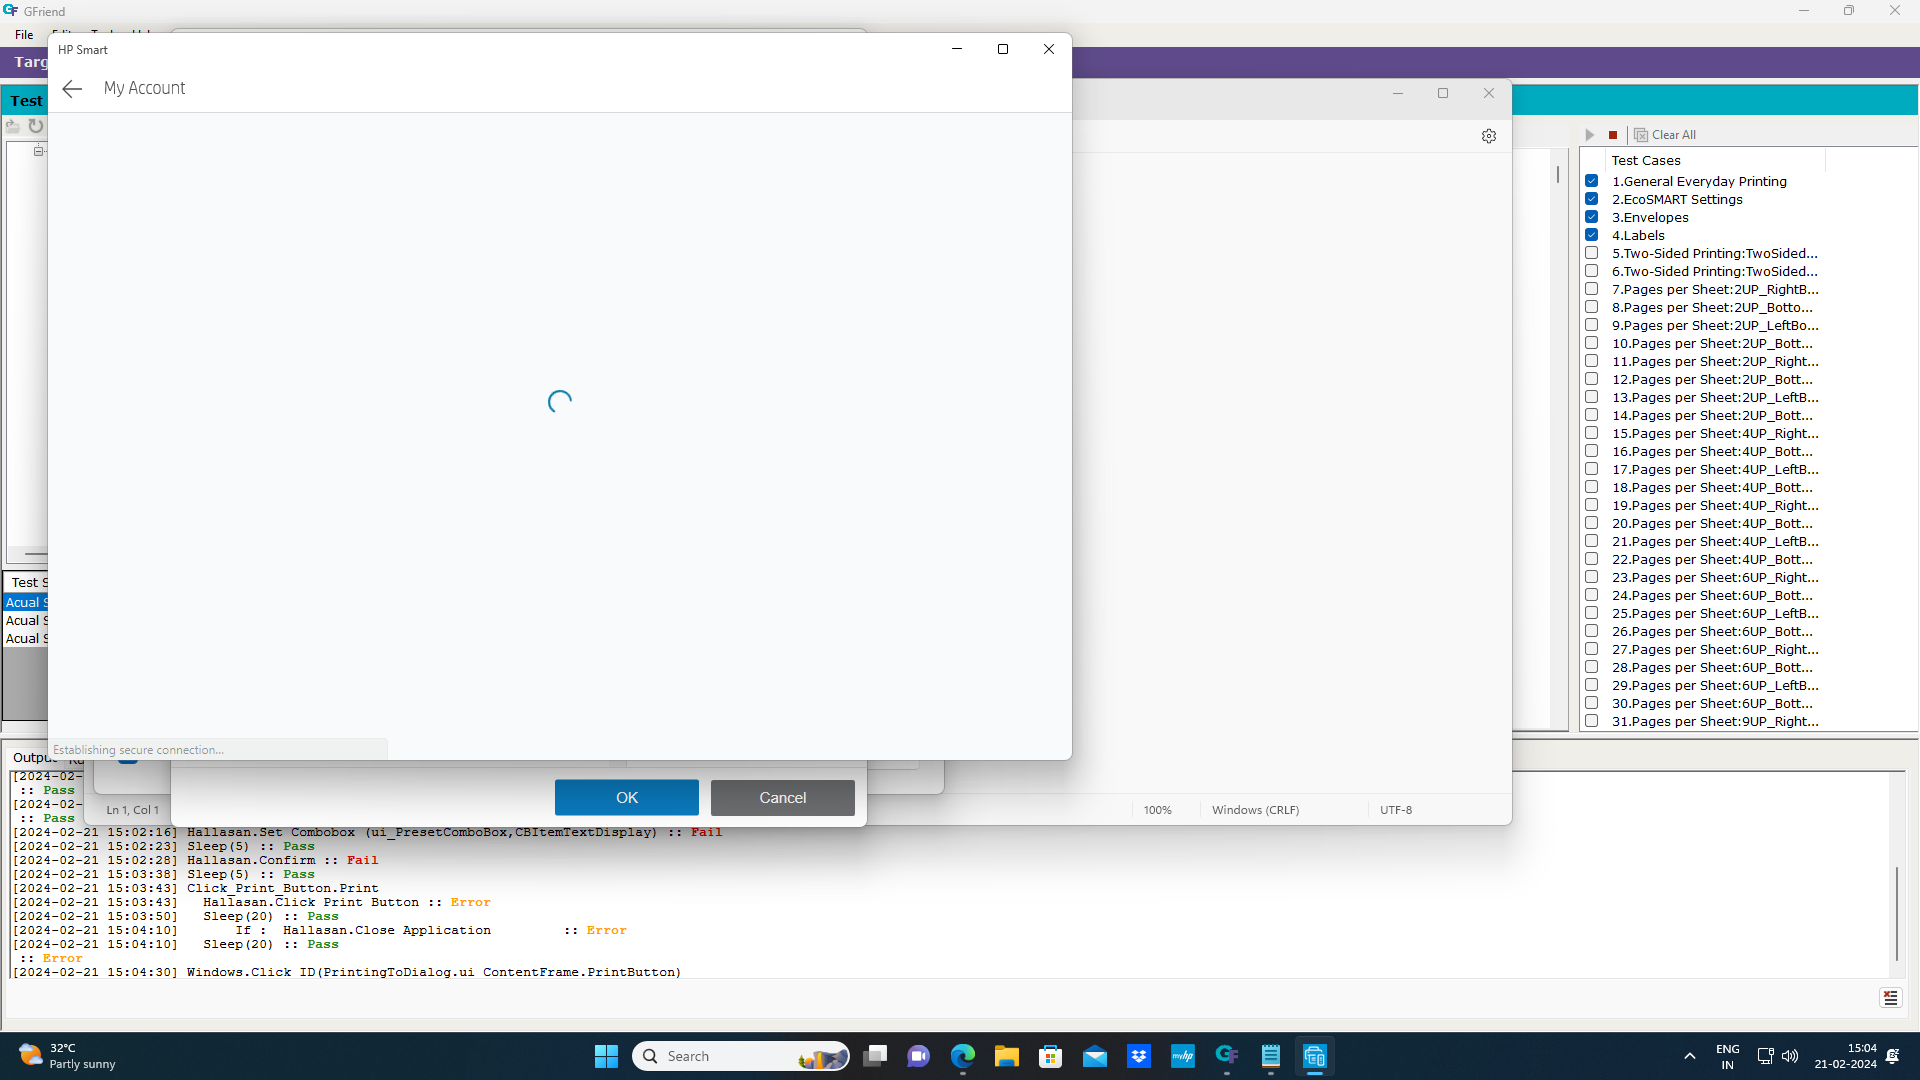 GFriend
File
HP Smart
Targ
My Account
Test
Clear All
Test Cases
1.General Everyday Printing
2.EcoSMART Settings
3.Envelopes
4.Labels
5.Two-Sided Printing:TwoSided...
6.Two-Sided Printing:TwoSided...
7.Pages per Sheet:2UP_RightB...
8.Pages per Sheet:2UP_Botto...
9.Pages per Sheet:2UP_LeftBo...
10.Pages per Sheet:2UP_Bott...
11.Pages per Sheet:2UP_Right...
12.Pages per Sheet:2UP_Bott...
13.Pages per Sheet:2UP_LeftB...
14.Pages per Sheet:2UP_Bott...
15.Pages per Sheet:4UP_Right...
16.Pages per Sheet:4UP_Bott...
17.Pages per Sheet:4UP_LeftB...
18.Pages per Sheet:4UP_Bott...
19.Pages per Sheet:4UP_Right...
20.Pages per Sheet:4UP_Bott...
21.Pages per Sheet:4UP_LeftB...
22.Pages per Sheet:4UP_Bott...
23.Pages per Sheet:6UP_Right...
24.Pages per Sheet:6UP_Bott...
25.Pages per Sheet:6UP_LeftB...
26.Pages per Sheet:6UP_Bott...
27.Pages per Sheet:6UP_Right...
28.Pages per Sheet:6UP_Bott...
29.Pages per Sheet:6UP_LeftB...
30.Pages per Sheet:6UP_Bott...
31.Pages per Sheet:9UP_Right...
Test S
Acual S
Acual S
Acual S
Establishing secure connection...
Output
OK
Cancel
Ln 1, Col 1
100%
Windows (CRLF)
UTF-8
[2024-02-
:: Pass
[2024-02-
:: Pass
[2024-02-21 15:02:16] Hallasan.Set Combobox (ui_PresetComboBox,CBItemTextDisplay) :: Fail
[2024-02-21 15:02:23] Sleep(5) :: Pass
[2024-02-21 15:02:28] Hallasan.Confirm :: Fail
[2024-02-21 15:03:38] Sleep(5) :: Pass
[2024-02-21 15:03:43] Click_Print_Button.Print
[2024-02-21 15:03:43] Hallasan.Click Print Button :: Error
[2024-02-21 15:03:50] Sleep(20) :: Pass
[2024-02-21 15:04:10] If : Hallasan.Close Application :: Error
[2024-02-21 15:04:10] Sleep(20) :: Pass
:: Error
[2024-02-21 15:04:30] Windows.Click ID(PrintingToDialog.ui ContentFrame.PrintButton)
32°C
Partly sunny
Search
myhp
ENG
IN
15:04
21-02-2024